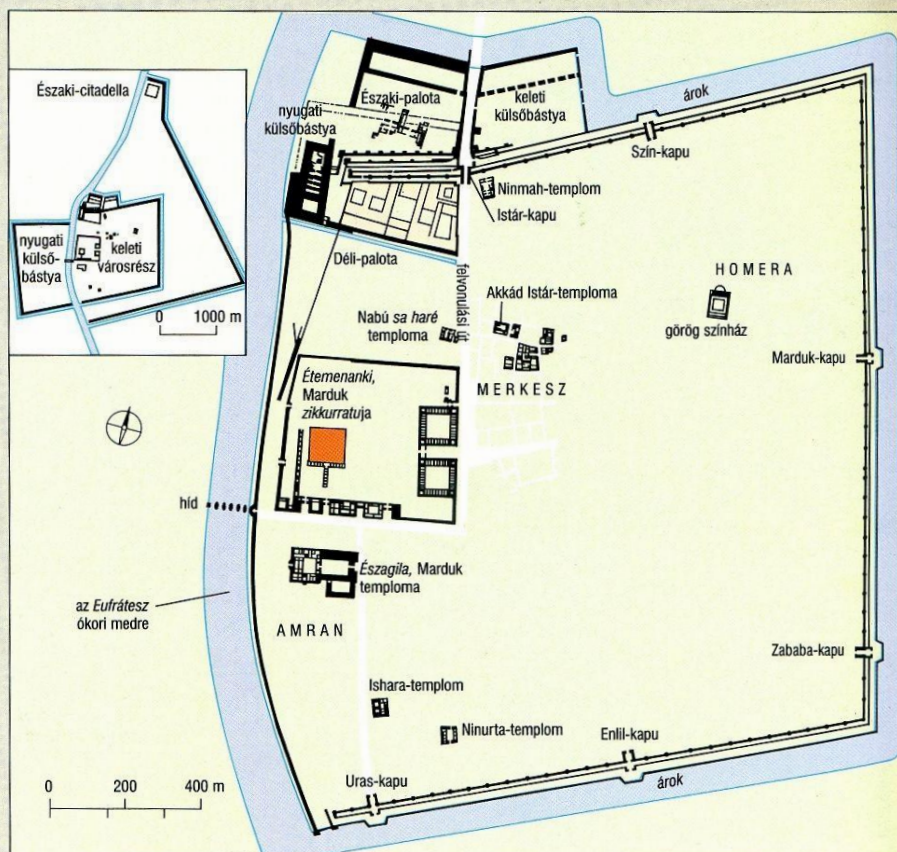 Északi-citadella
nyugati
külső-
bástya
keleti
városrész
0 1000 m
nyugati
külsőbástya
Északi-palota
keleti
külsőbástya
árok
Szín-kapu
Ninmah-templom
Istár-kapu
Déli-palota
felvonulási út
HOMERA
Akkád Istár-temploma
Nabú sa haré
temploma
görög színház
Marduk-kapu
MERKESZ
Étemenanki,
Marduk
zikkurratuja
híd
Észagila, Marduk
temploma
az Eufrátesz
ókori medre
AMRAN
Zababa-kapu
Ishara-templom
Ninurta-templom
Enlil-kapu
Uras-kapu
árok
0 200 400 m